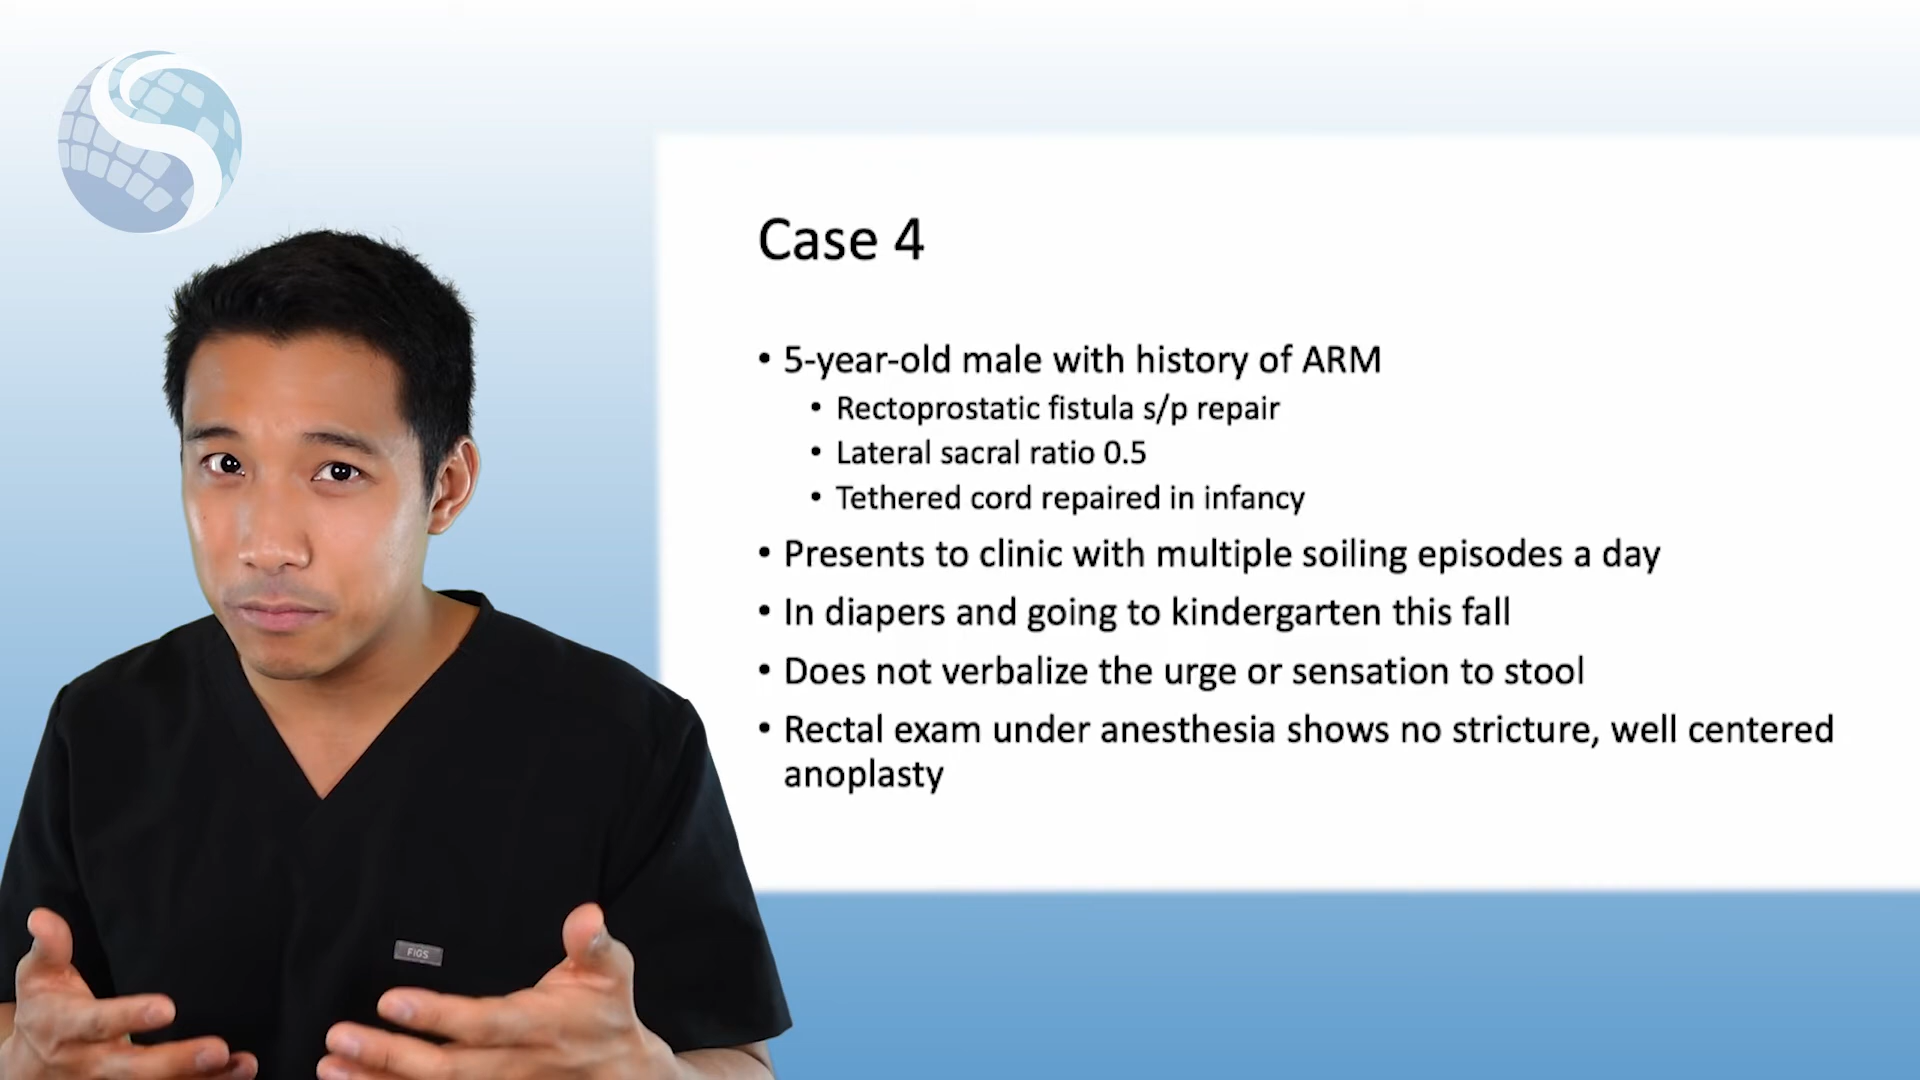 Case 4
• 5-year-old male with history of ARM
• Rectoprostatic fistula s/p repair
• Lateral sacral ratio 0.5
• Tethered cord repaired in infancy
• Presents to clinic with multiple soiling episodes a day
• In diapers and going to kindergarten this fall
• Does not verbalize the urge or sensation to stool
• Rectal exam under anesthesia shows no stricture, well centered
anoplasty
FIGS